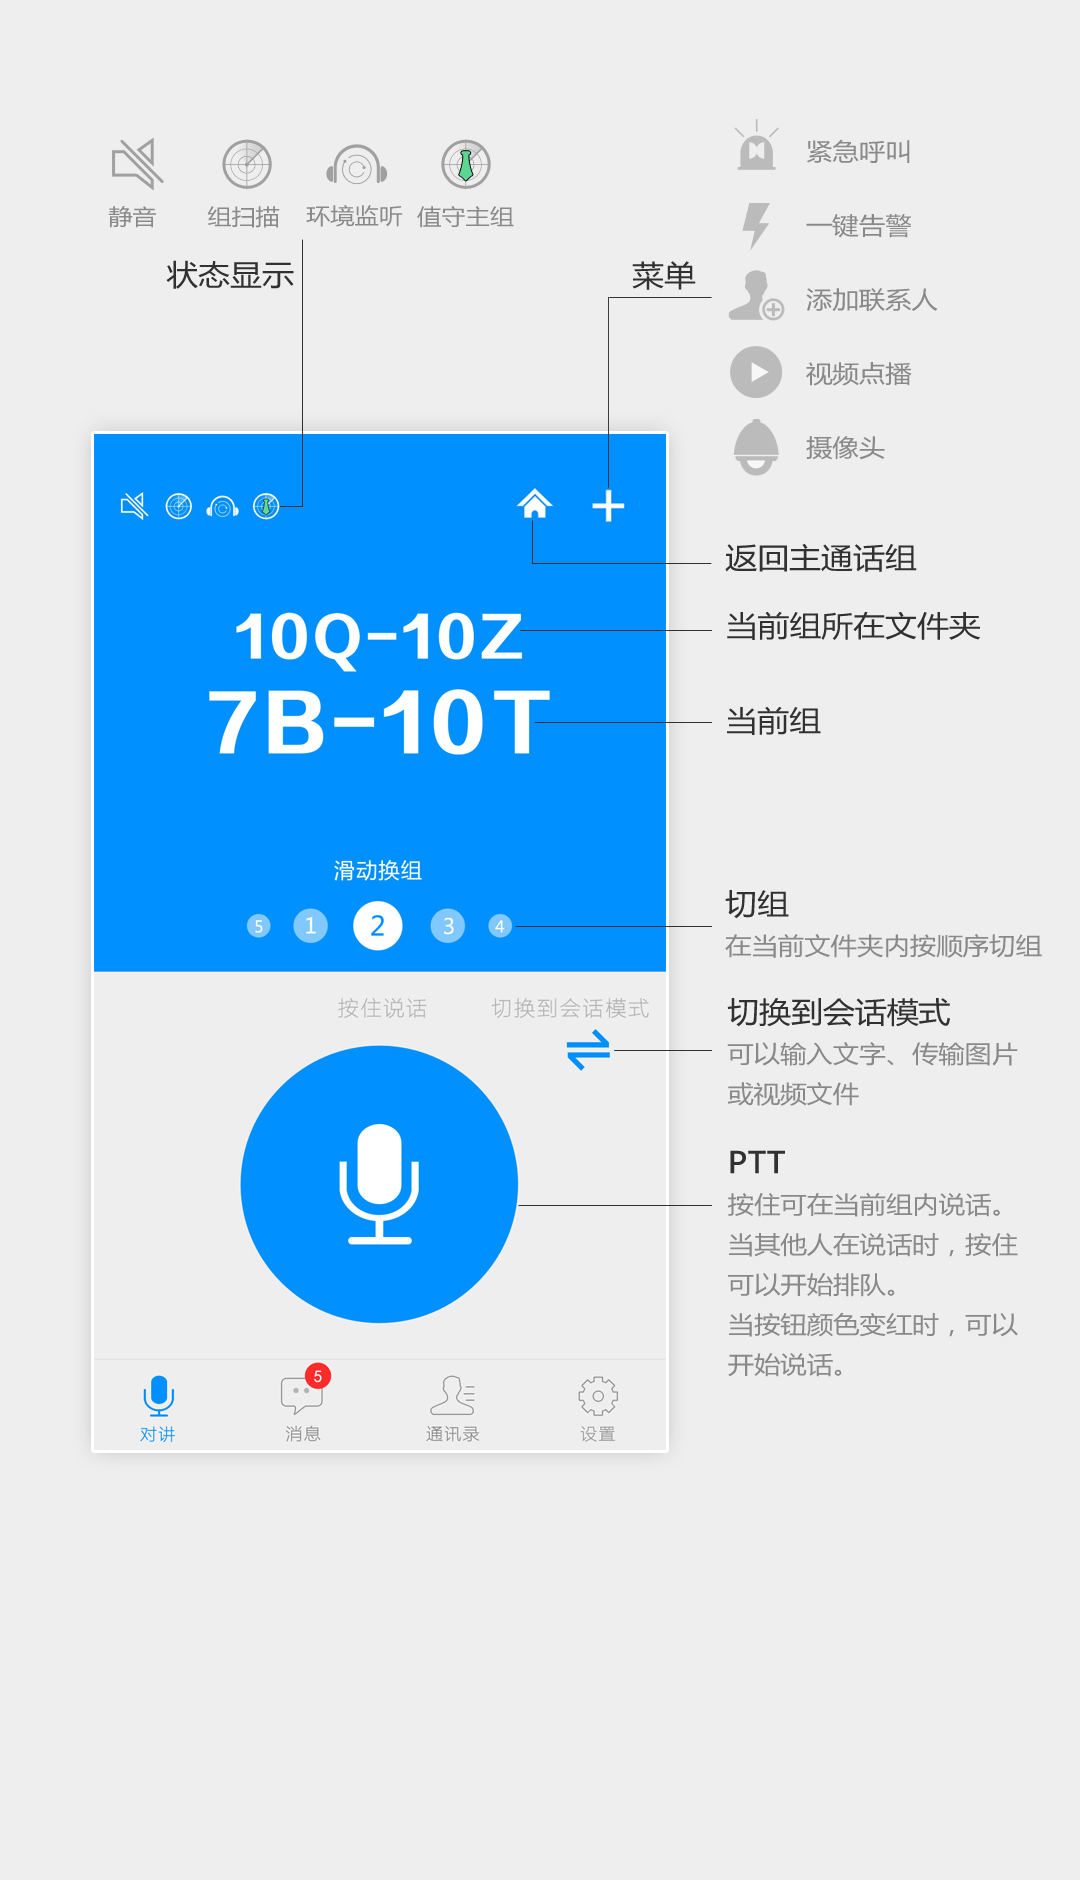 静音 组扫描 环境监听 值守主组
状态显示
菜单
紧急呼叫
一键告警
添加联系人
视频点播
摄像头
返回主通话组
10Q-10Z
当前组所在文件夹
7B-10T
当前组
滑动换组
5 1 2 3 4
切组
在当前文件夹内按顺序切组
按住说话 切换到会话模式
切换到会话模式
可以输入文字、传输图片
或视频文件
PTT
按住可在当前组内说话。
当其他人在说话时，按住
可以开始排队。
当按钮颜色变红时，可以
开始说话。
5
对讲 消息 通讯录 设置